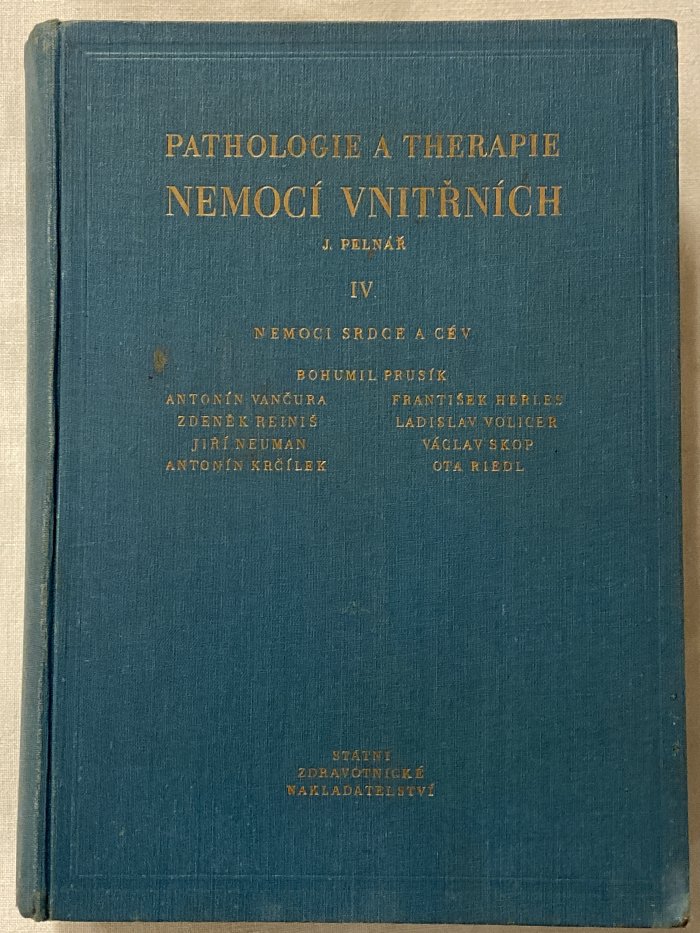 PATHOLOGIE A THERAPIE
NEMOCÍ VNITŘNÍCH
J. PELNÁŘ
IV
NEMOCI SRDCE A CÉV
BOHUMIL PRUSÍK
ANTONÍN VANČURA FRANTIŠEK HERLES
ZDENĚK REINIŠ LADISLAV VOLICER
JIŘÍ NEUMAN VÁCLAV SKOP
ANTONÍN KRČÍLEK OTA RIEDL
STÁTNÍ
ZDRAVOTNICKÉ
NAKLADATELSTVÍ